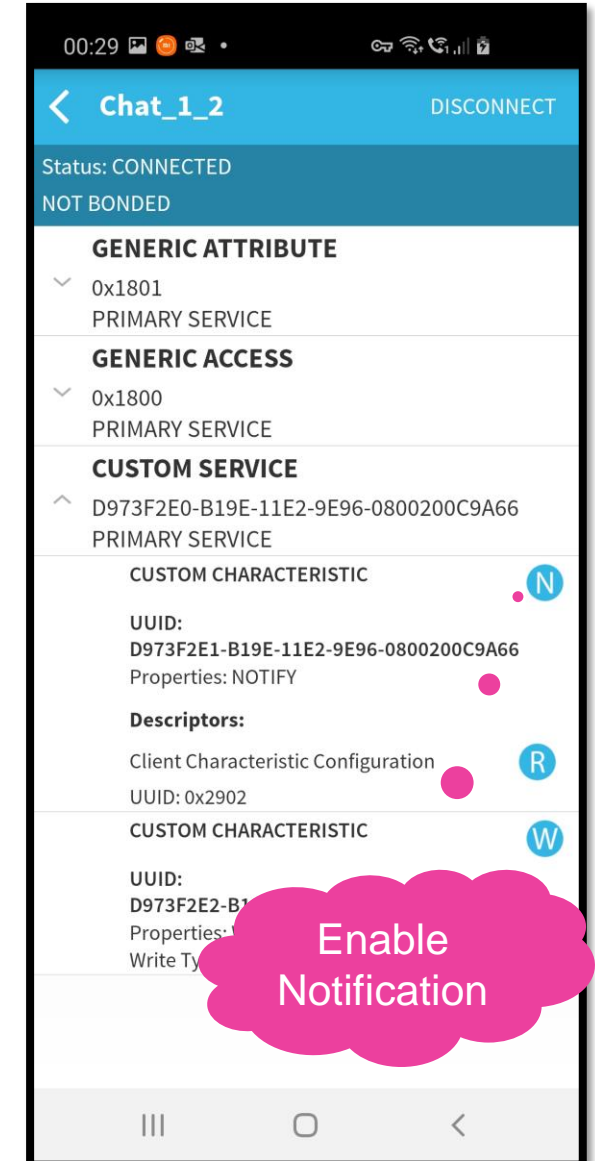 00:29
Chat_1_2 DISCONNECT
Status: CONNECTED
NOT BONDED
GENERIC ATTRIBUTE
0x1801
PRIMARY SERVICE
GENERIC ACCESS
0x1800
PRIMARY SERVICE
CUSTOM SERVICE
D973F2E0-B19E-11E2-9E96-0800200C9A66
PRIMARY SERVICE
CUSTOM CHARACTERISTIC N
UUID:
D973F2E1-B19E-11E2-9E96-0800200C9A66
Properties: NOTIFY
Descriptors:
Client Characteristic Configuration R
UUID: 0x2902
CUSTOM CHARACTERISTIC W
UUID:
D973F2E2-B1
Properties:
Write Ty
Enable
Notification